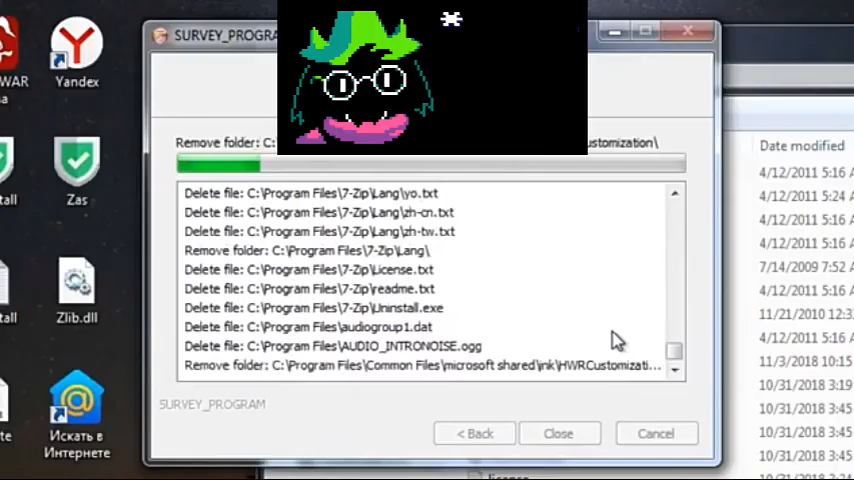 WAR
SURVEY_PROGRA
Yandex
Remove folder: C:
ustomization\
Date modified
Delete file: C:\Program Files\7-Zip\Lang\yo.txt
4/12/2011 5:16 A
tall
Zas
Delete file: C:\Program Files\7-Zip\Lang\zh-cn.txt
4/12/2011 5:24 A
Delete file: C:\Program Files\7-Zip\Lang\zh-tw.txt
4/12/2011 5:16 A
Remove folder: C:\Program Files\7-Zip\Lang\
4/12/2011 5:16 A
Delete file: C:\Program Files\7-Zip\License.txt
7/14/2009 7:52 A
Delete file: C:\Program Files\7-Zip\readme.txt
4/12/2011 5:16 A
Delete file: C:\Program Files\7-Zip\Uninstall.exe
11/21/2010 12:3
tall
Zlib.dll
Delete file: C:\Program Files\audiogroup1.dat
4/12/2011 5:16 A
Delete file: C:\Program Files\AUDIO_INTRONOISE.ogg
11/3/2018 10:15
Remove folder: C:\Program Files\Common Files\microsoft shared\ink\HWRCustomizati...
10/31/2018 3:19
SURVEY_PROGRAM
10/31/2018 3:45
te
Искать в
Интернете
< Back
Close
Cancel
10/31/2018 3:45
10/31/2018 3:45
license